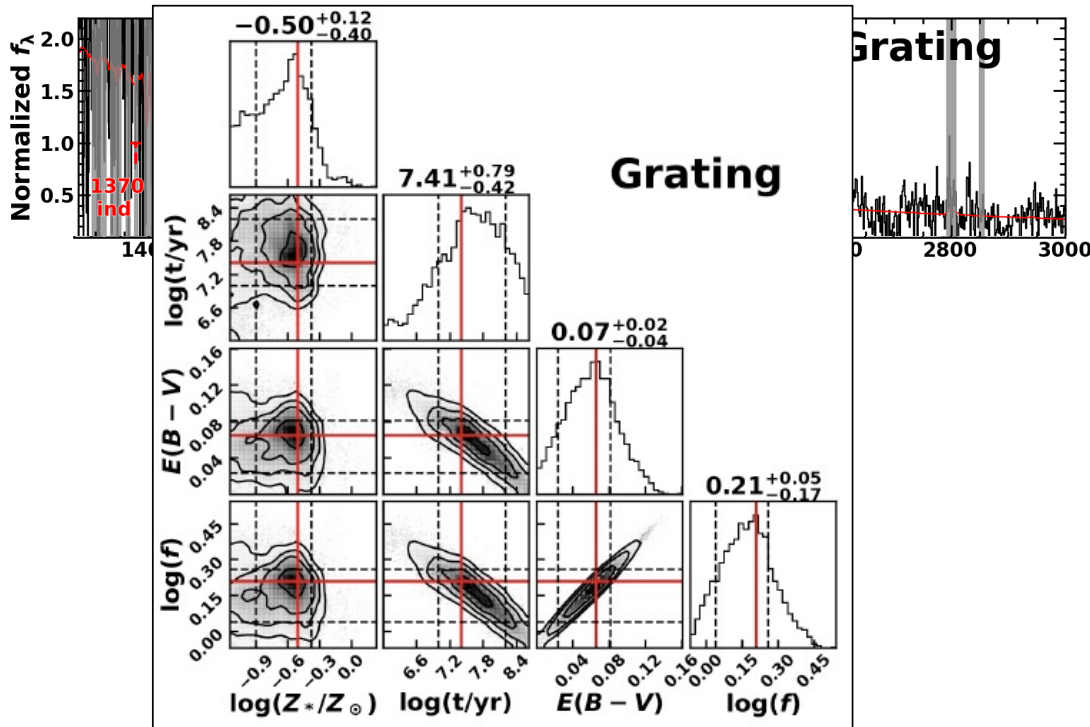 Normalized f_λ
2.0
1.5
1.0
0.5
1370
ind
Grating
2800
3000
−0.50 +0.12 −0.40
7.41 +0.79 −0.42
Grating
0.07 +0.02 −0.04
0.21 +0.05 −0.17
log(t/yr)
8.4
7.8
7.2
6.6
E(B − V)
0.16
0.12
0.08
0.04
log(f)
0.45
0.30
0.15
0.00
−0.9 −0.6 −0.3 0.0
6.6 7.2 7.8 8.4
0.04 0.08 0.12 0.16
0.00 0.15 0.30 0.45
log(Z∗/Z⊙) log(t/yr) E(B − V) log(f)